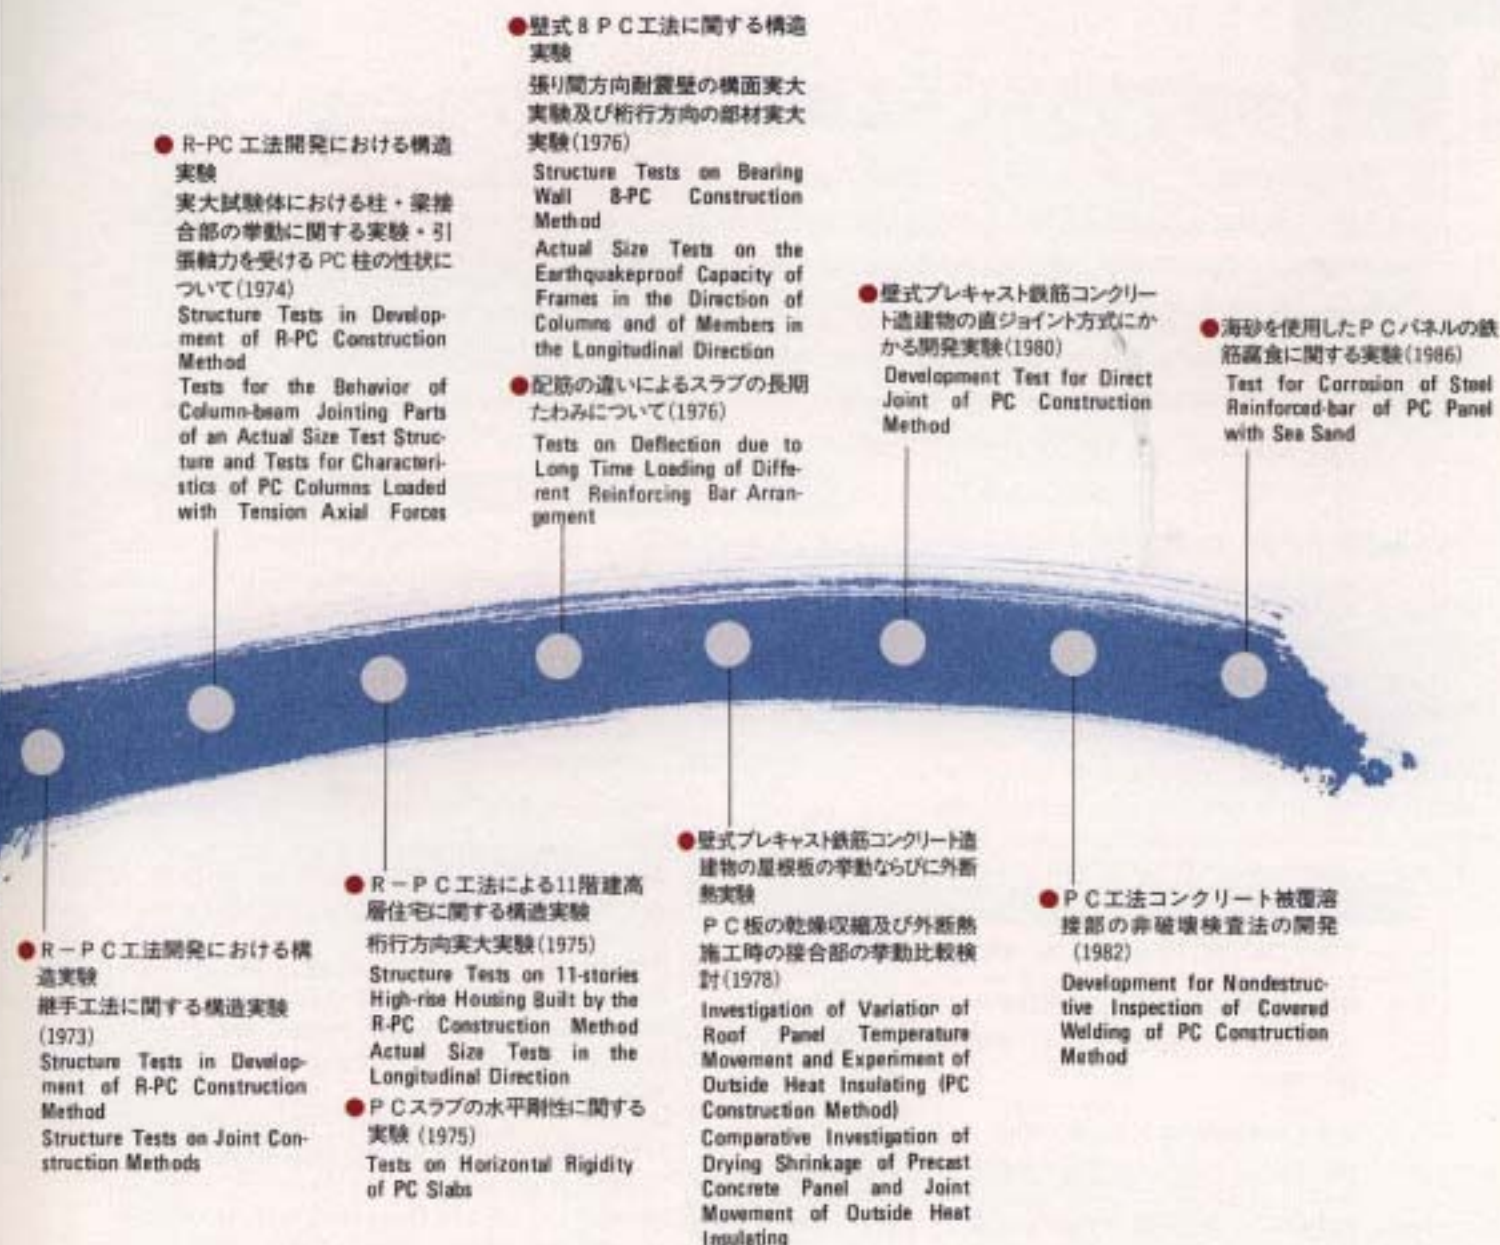 ●壁式８ＰＣ工法に関する構造
実験
張り間方向耐震壁の構面実大
実験及び桁行方向の部材実大
実験(1976)
Structure Tests on Bearing
Wall 8-PC Construction
Method
Actual Size Tests on the
Earthquakeproof Capacity of
Frames in the Direction of
Columns and of Members in
the Longitudinal Direction
●配筋の違いによるスラブの長期
たわみについて(1976)
Tests on Deflection due to
Long Time Loading of Diffe-
rent Reinforcing Bar Arran-
gement
● R-PC 工法開発における構造
実験
実大試験体における柱・梁接
合部の挙動に関する実験・引
張軸力を受ける PC 柱の性状に
ついて(1974)
Structure Tests in Develop-
ment of R-PC Construction
Method
Tests for the Behavior of
Column-beam Jointing Parts
of an Actual Size Test Struc-
ture and Tests for Characteri-
stics of PC Columns Loaded
with Tension Axial Forces
●壁式プレキャスト鉄筋コンクリー
ト造建物の直ジョイント方式にか
かる開発実験(1980)
Development Test for Direct
Joint of PC Construction
Method
●海砂を使用したＰＣパネルの鉄
筋腐食に関する実験(1986)
Test for Corrosion of Steel
Reinforced-bar of PC Panel
with Sea Sand
●Ｒ－ＰＣ工法開発における構
造実験
継手工法に関する構造実験
(1973)
Structure Tests in Develop-
ment of R-PC Construction
Method
Structure Tests on Joint Con-
struction Methods
●Ｒ－ＰＣ工法による11階建高
層住宅に関する構造実験
桁行方向実大実験(1975)
Structure Tests on 11-stories
High-rise Housing Built by the
R-PC Construction Method
Actual Size Tests in the
Longitudinal Direction
●ＰＣスラブの水平剛性に関する
実験 (1975)
Tests on Horizontal Rigidity
of PC Slabs
●壁式プレキャスト鉄筋コンクリート造
建物の屋根板の挙動ならびに外断
熱実験
ＰＣ板の乾燥収縮及び外断熱
施工時の接合部の挙動比較検
討(1978)
Investigation of Variation of
Roof Panel Temperature
Movement and Experiment of
Outside Heat Insulating (PC
Construction Method)
Comparative Investigation of
Drying Shrinkage of Precast
Concrete Panel and Joint
Movement of Outside Heat
Insulating
●ＰＣ工法コンクリート被覆溶
接部の非破壊検査法の開発
(1982)
Development for Nondestruc-
tive Inspection of Covered
Welding of PC Construction
Method